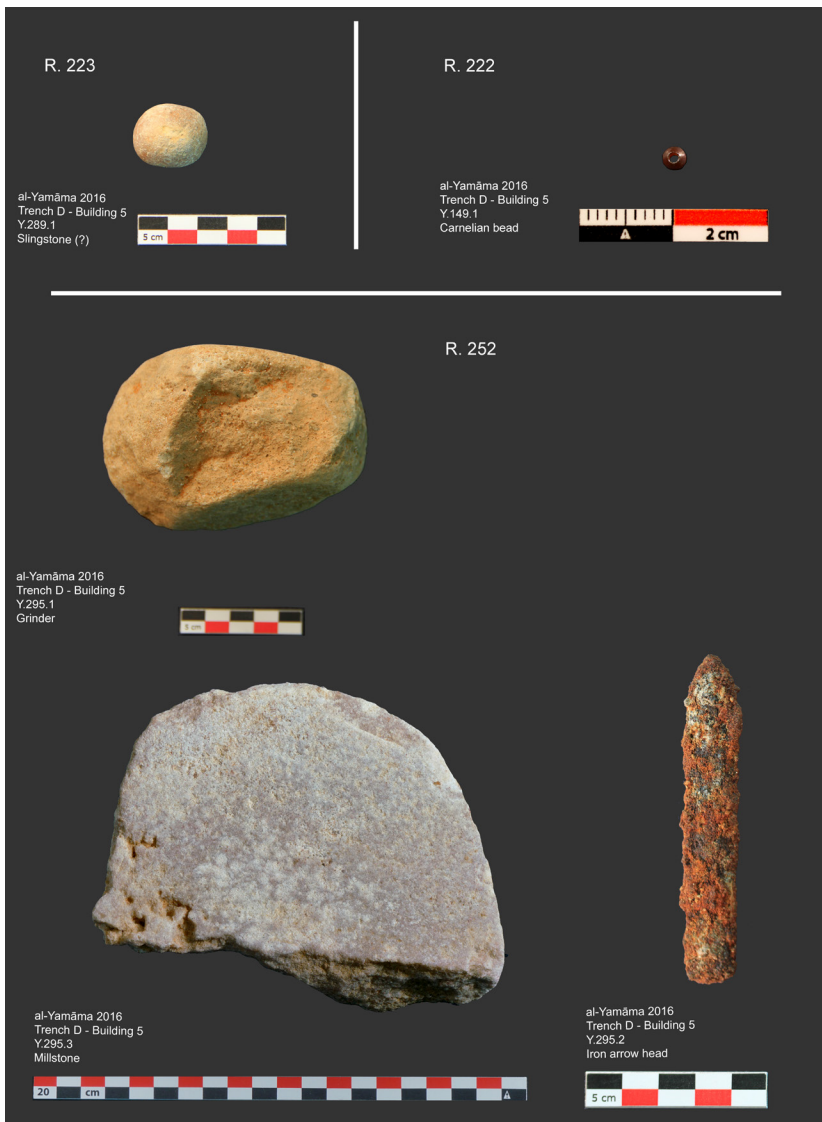 R. 223
al-Yamāma 2016
Trench D - Building 5
Y.289.1
Slingstone (?)
5 cm
R. 222
al-Yamāma 2016
Trench D - Building 5
Y.149.1
Carnelian bead
2 cm
R. 252
al-Yamāma 2016
Trench D - Building 5
Y.295.1
Grinder
5 cm
al-Yamāma 2016
Trench D - Building 5
Y.295.3
Millstone
20 cm
al-Yamāma 2016
Trench D - Building 5
Y.295.2
Iron arrow head
5 cm